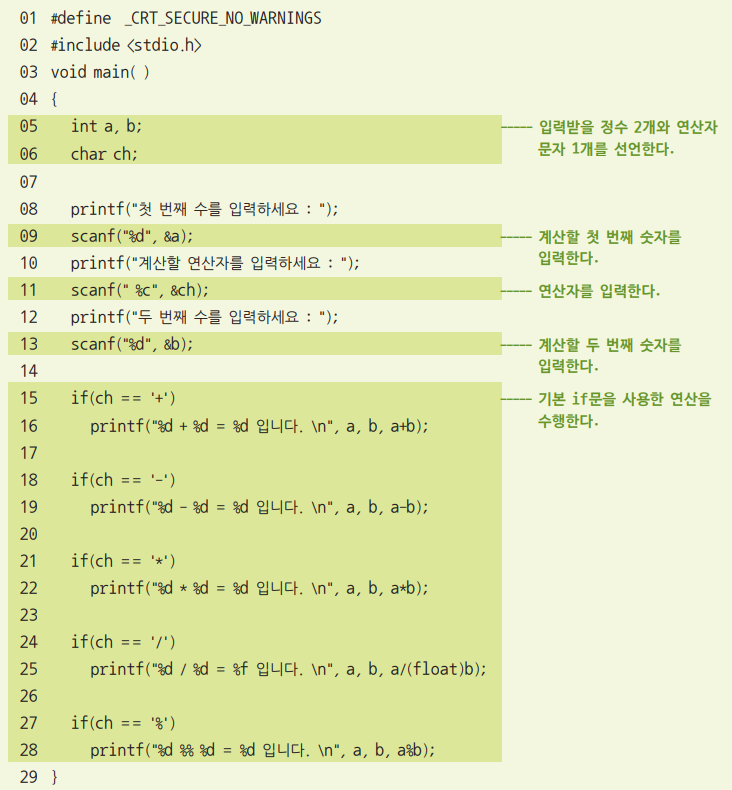 01 #define _CRT_SECURE_NO_WARNINGS
02 #include <stdio.h>
03 void main( )
04 {
05 int a, b; 입력받을 정수 2개와 연산자
06 char ch; 문자 1개를 선언한다.
07
08 printf("첫 번째 수를 입력하세요 : ");
09 scanf("%d", &a); 계산할 첫 번째 숫자를
입력한다.
10 printf("계산할 연산자를 입력하세요 : ");
11 scanf(" %c", &ch); 연산자를 입력한다.
12 printf("두 번째 수를 입력하세요 : ");
13 scanf("%d", &b); 계산할 두 번째 숫자를
입력한다.
14
15 if(ch == '+') 기본 if문을 사용한 연산을
수행한다.
16 printf("%d + %d = %d 입니다. \n", a, b, a+b);
17
18 if(ch == '-')
19 printf("%d - %d = %d 입니다. \n", a, b, a-b);
20
21 if(ch == '*')
22 printf("%d * %d = %d 입니다. \n", a, b, a*b);
23
24 if(ch == '/')
25 printf("%d / %d = %f 입니다. \n", a, b, a/(float)b);
26
27 if(ch == '%')
28 printf("%d %% %d = %d 입니다. \n", a, b, a%b);
29 }